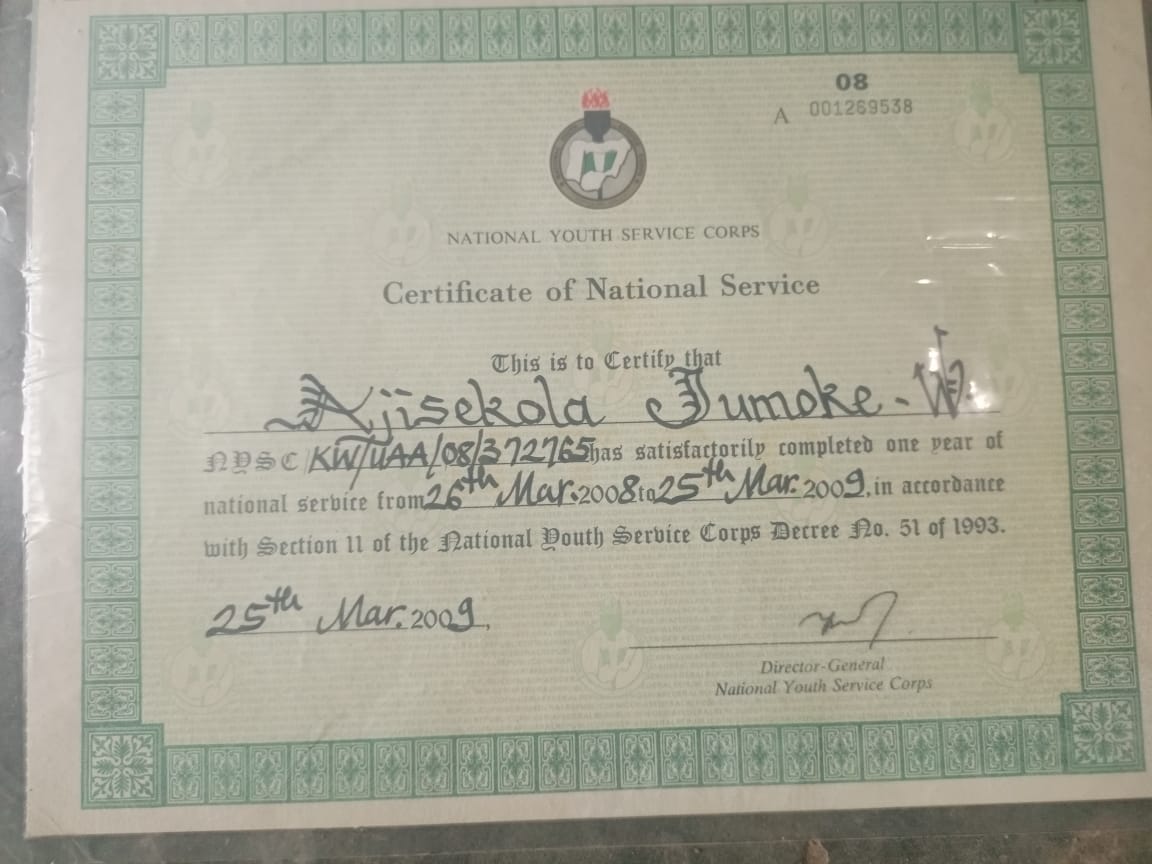 08
A 001269538
NATIONAL YOUTH SERVICE CORPS
Certificate of National Service
This is to Certify that
Ajisekola Jumoke . W.
NYSC KW/UAA/08/372765 has satisfactorily completed one year of
national service from 26th Mar. 2008 to 25th Mar. 2009, in accordance
with Section 11 of the National Youth Service Corps Decree No. 51 of 1993.
25th Mar. 2009,
Director-General
National Youth Service Corps